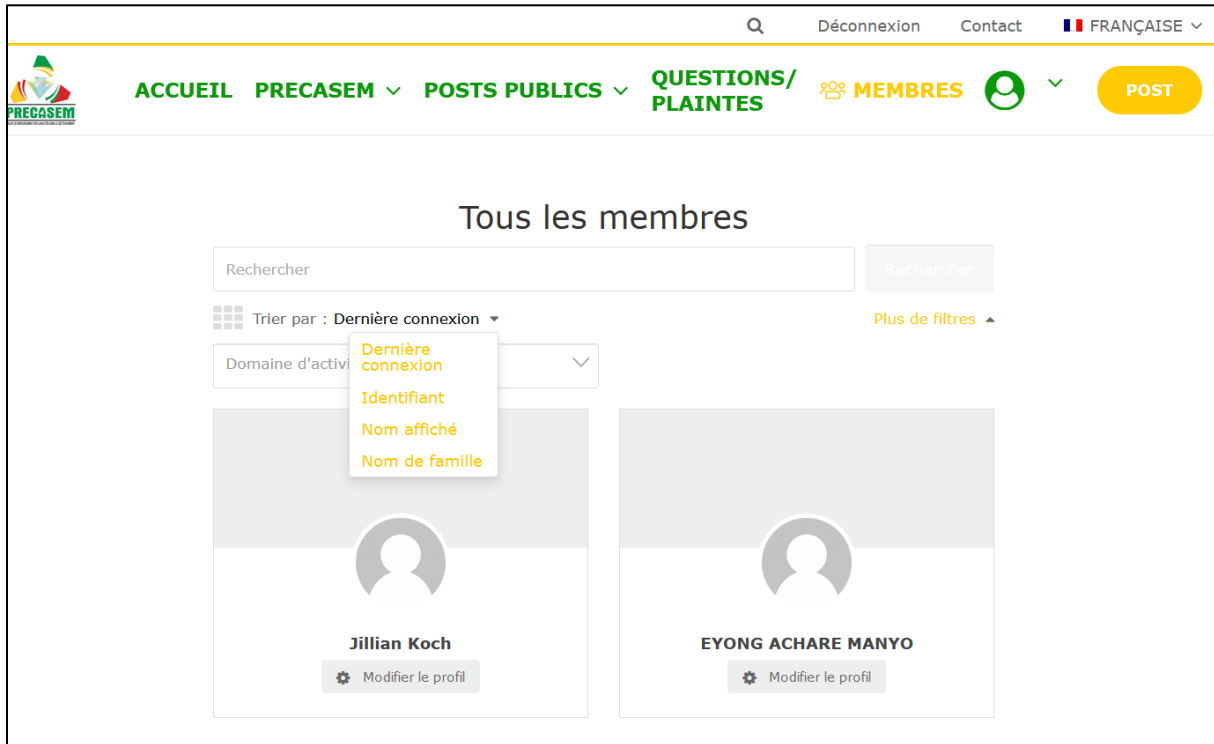 Déconnexion Contact FRANÇAISE
PRECASEM
ACCUEIL PRECASEM POSTS PUBLICS QUESTIONS/
PLAINTES MEMBRES POST
Tous les membres
Rechercher Rechercher
Trier par : Dernière connexion Plus de filtres
Domaine d'activi
Dernière
connexion
Identifiant
Nom affiché
Nom de famille
Jillian Koch EYONG ACHARE MANYO
Modifier le profil Modifier le profil